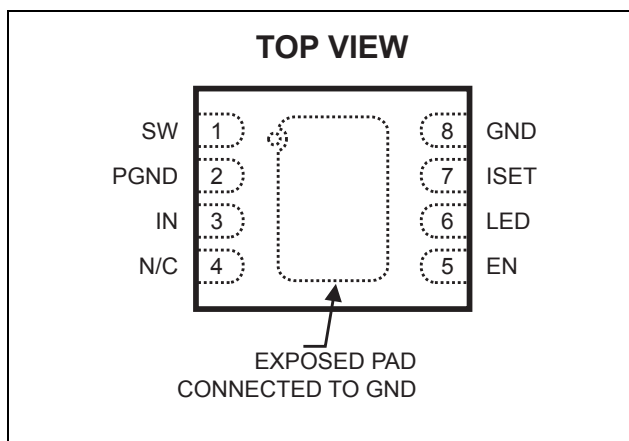 TOP VIEW
SW 1 8 GND
PGND 2 7 ISET
IN 3 6 LED
N/C 4 5 EN
EXPOSED PAD
CONNECTED TO GND